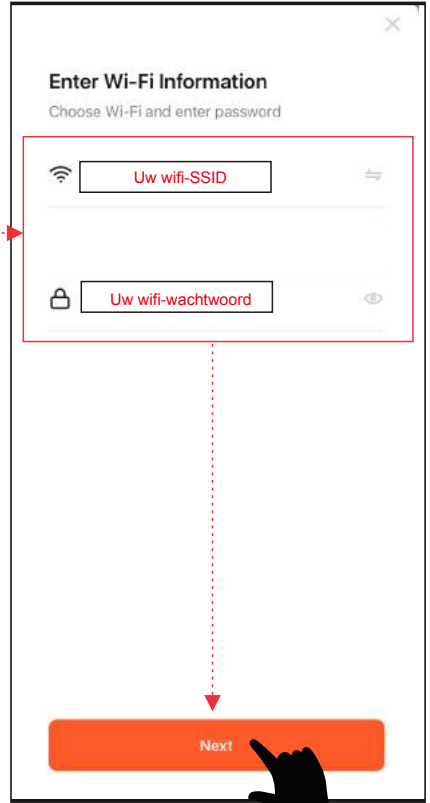 Enter Wi-Fi Information
Choose Wi-Fi and enter password
Uw wifi-SSID
Uw wifi-wachtwoord
Next